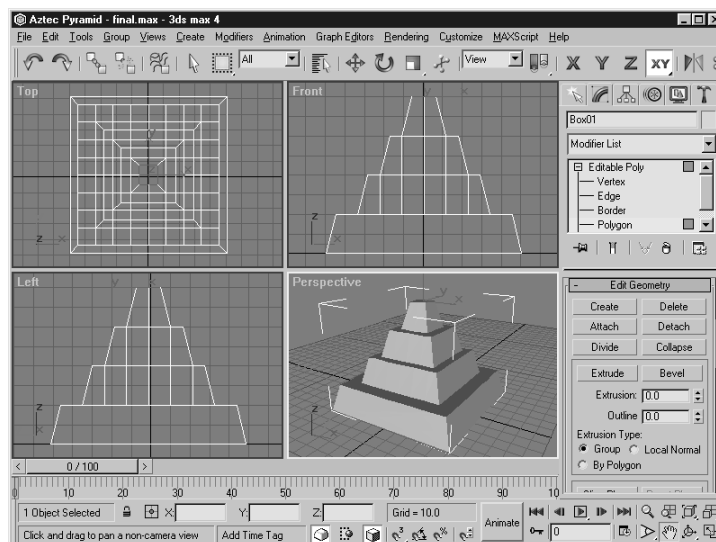 Aztec Pyramid - final.max - 3ds max 4
File Edit Tools Group Views Create Modifiers Animation Graph Editors Rendering Customize MAXScript Help
All
View
X Y Z XY
Top
y
x
z x
Front
y x
z
x
Box01
Modifier List
Editable Poly
Vertex
Edge
Border
Polygon
Left
y x
z
Perspective
y
x
z
- Edit Geometry
Create Delete
Attach Detach
Divide Collapse
Extrude Bevel
Extrusion: 0.0
Outline 0.0
Extrusion Type:
Group Local Normal
By Polygon
< 0 / 100 >
0 10 20 30 40 50 60 70 80 90 10
1 Object Selected X: Y: Z: Grid = 10.0
Animate
Click and drag to pan a non-camera view Add Time Tag
0